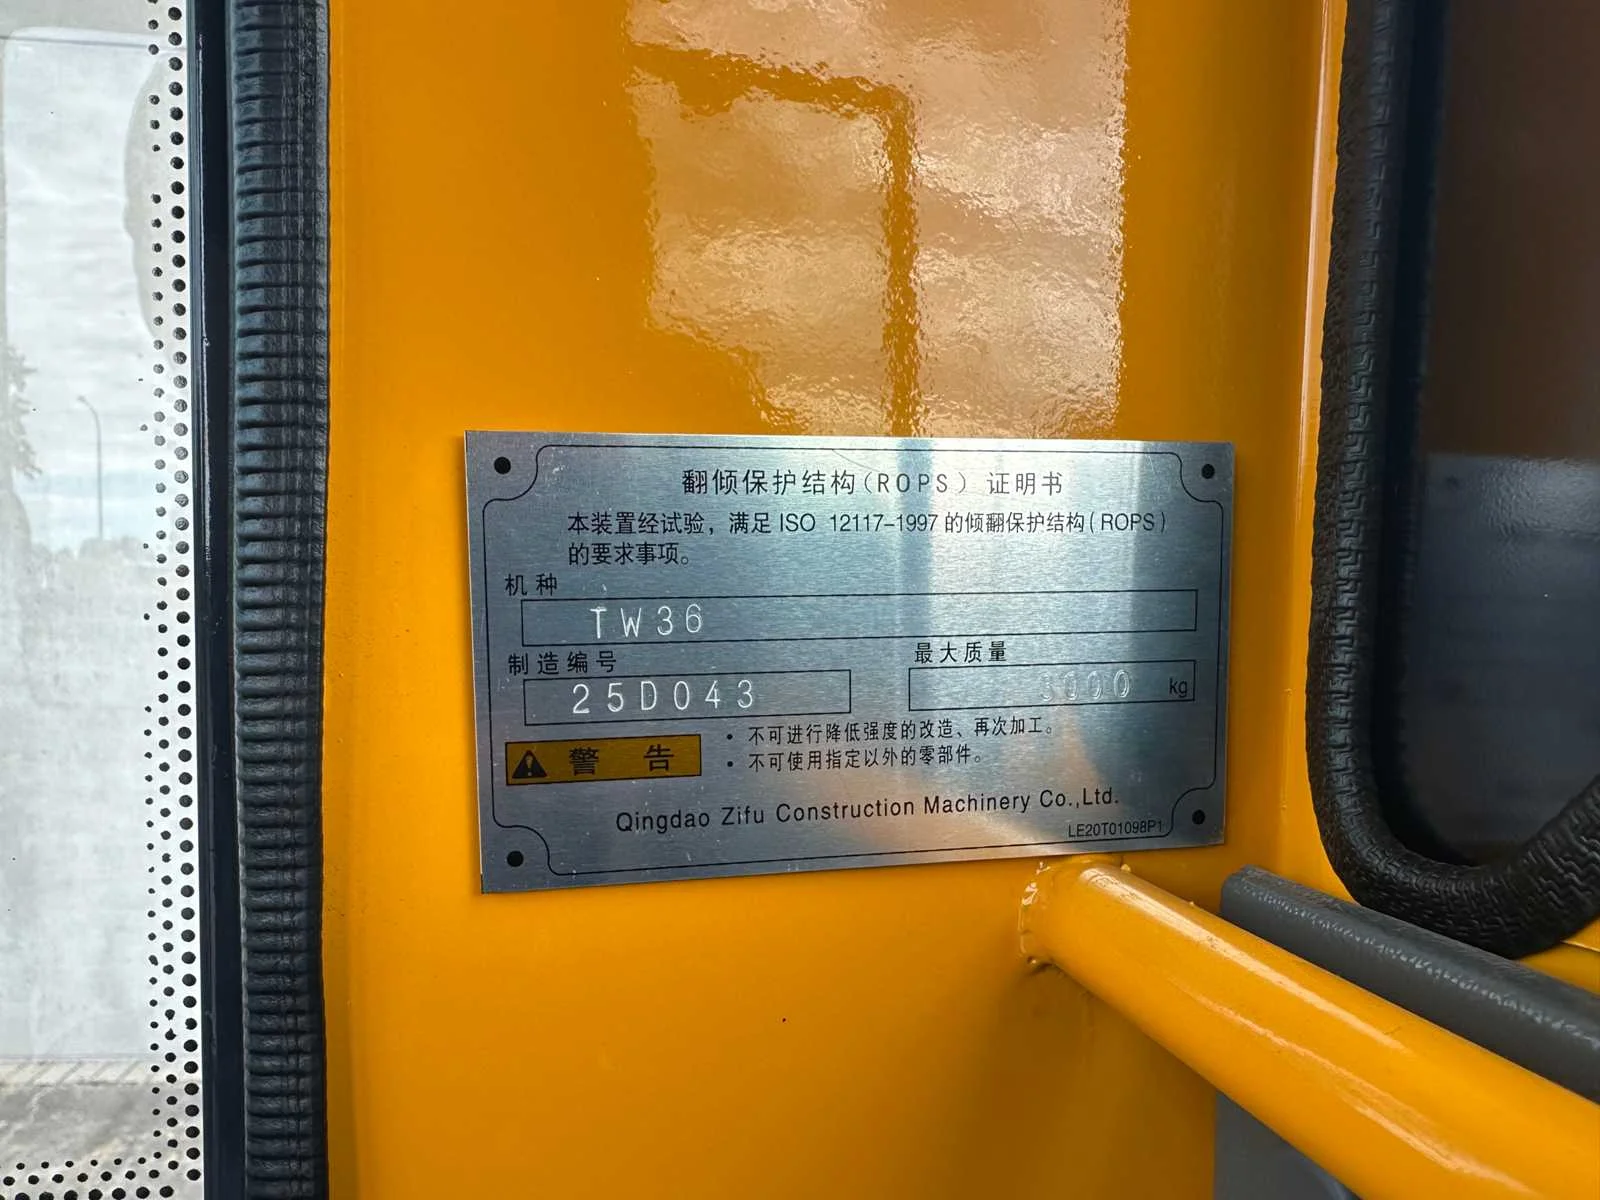 翻倾保护结构(ROPS) 证明书
本装置经试验，满足 ISO 12117-1997 的倾翻保护结构(ROPS)
的要求事项。
机种
TW36
制造编号
最大质量
25D043
5000 kg
警告
• 不可进行降低强度的改造、再次加工。
• 不可使用指定以外的零部件。
Qingdao Zifu Construction Machinery Co.,Ltd.
LE20T01098P1